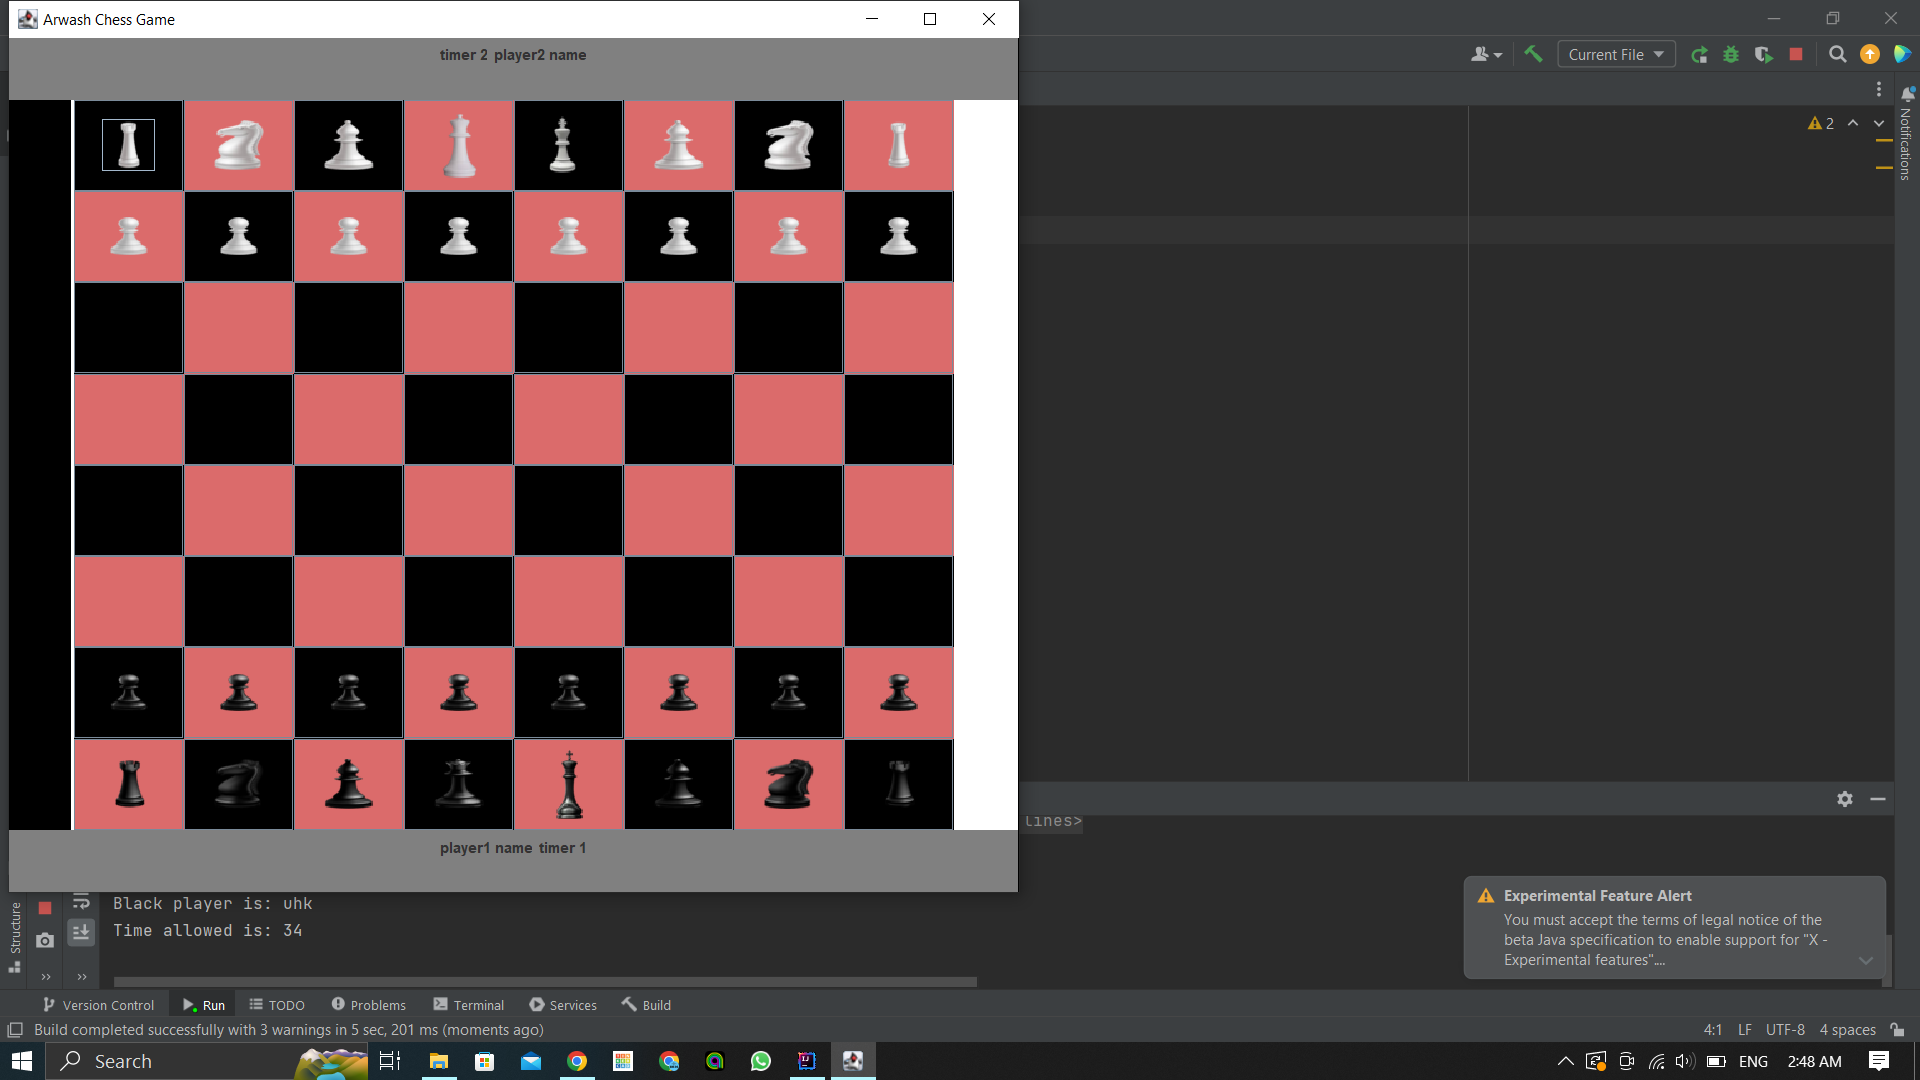 Arwash Chess Game
timer 2 player2 name
Current File
2
Notifications
player1 name timer 1
lines>
Black player is: uhk
Time allowed is: 34
Structure
Experimental Feature Alert
You must accept the terms of legal notice of the
beta Java specification to enable support for "X -
Experimental features"....
Version Control
Run
TODO
Problems
Terminal
Services
Build
Build completed successfully with 3 warnings in 5 sec, 201 ms (moments ago)
4:1 LF UTF-8 4 spaces
Search
ENG
2:48 AM